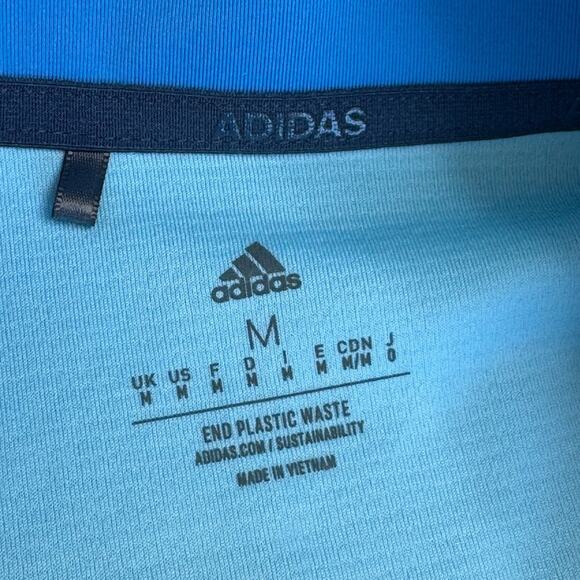 ADIDAS
adidas
M
UK US F D I E CDN J
M M M M M M M/M O
END PLASTIC WASTE
ADIDAS.COM / SUSTAINABILITY
MADE IN VIETNAM